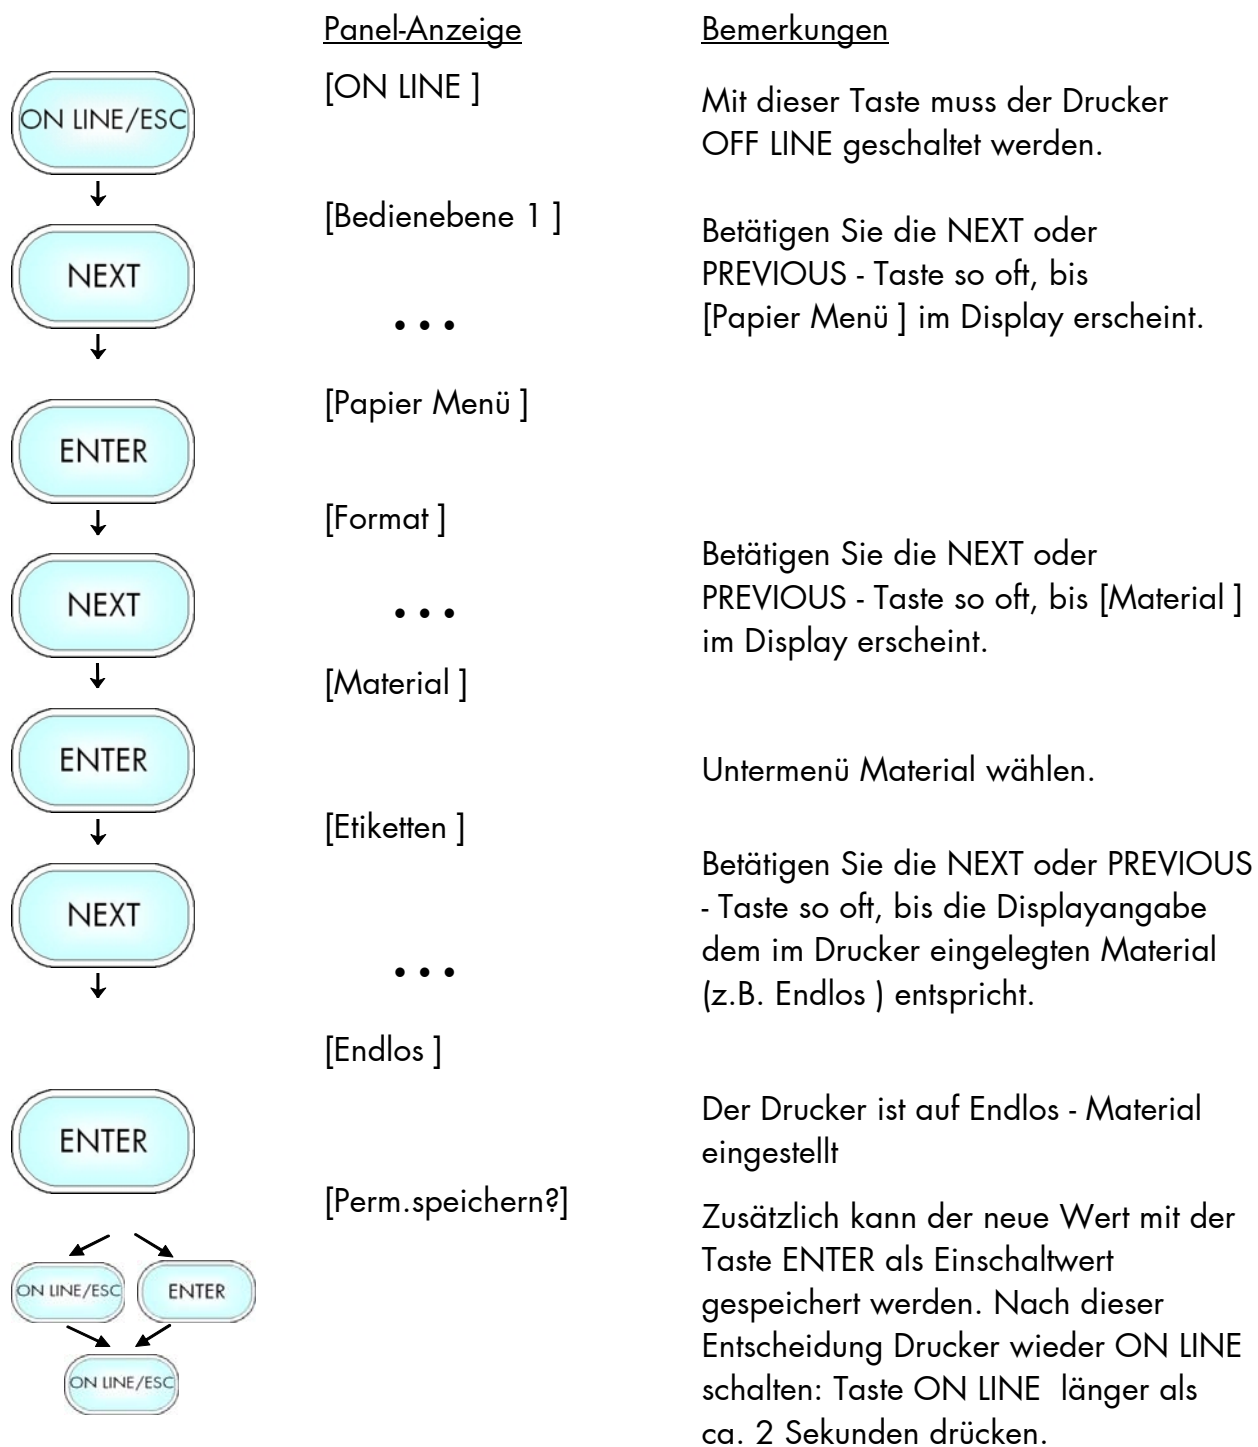 Panel-Anzeige
Bemerkungen
ON LINE/ESC
[ON LINE ]
Mit dieser Taste muss der Drucker
OFF LINE geschaltet werden.
NEXT
[Bedienebene 1 ]
Betätigen Sie die NEXT oder
PREVIOUS - Taste so oft, bis
[Papier Menü ] im Display erscheint.
• • •
[Papier Menü ]
ENTER
[Format ]
NEXT
Betätigen Sie die NEXT oder
PREVIOUS - Taste so oft, bis [Material ]
im Display erscheint.
• • •
[Material ]
ENTER
Untermenü Material wählen.
[Etiketten ]
NEXT
Betätigen Sie die NEXT oder PREVIOUS
- Taste so oft, bis die Displayangabe
dem im Drucker eingelegten Material
(z.B. Endlos ) entspricht.
• • •
[Endlos ]
ENTER
Der Drucker ist auf Endlos - Material
eingestellt
[Perm.speichern?]
Zusätzlich kann der neue Wert mit der
Taste ENTER als Einschaltwert
gespeichert werden. Nach dieser
Entscheidung Drucker wieder ON LINE
schalten: Taste ON LINE  länger als
ca. 2 Sekunden drücken.
ON LINE/ESC
ENTER
ON LINE/ESC